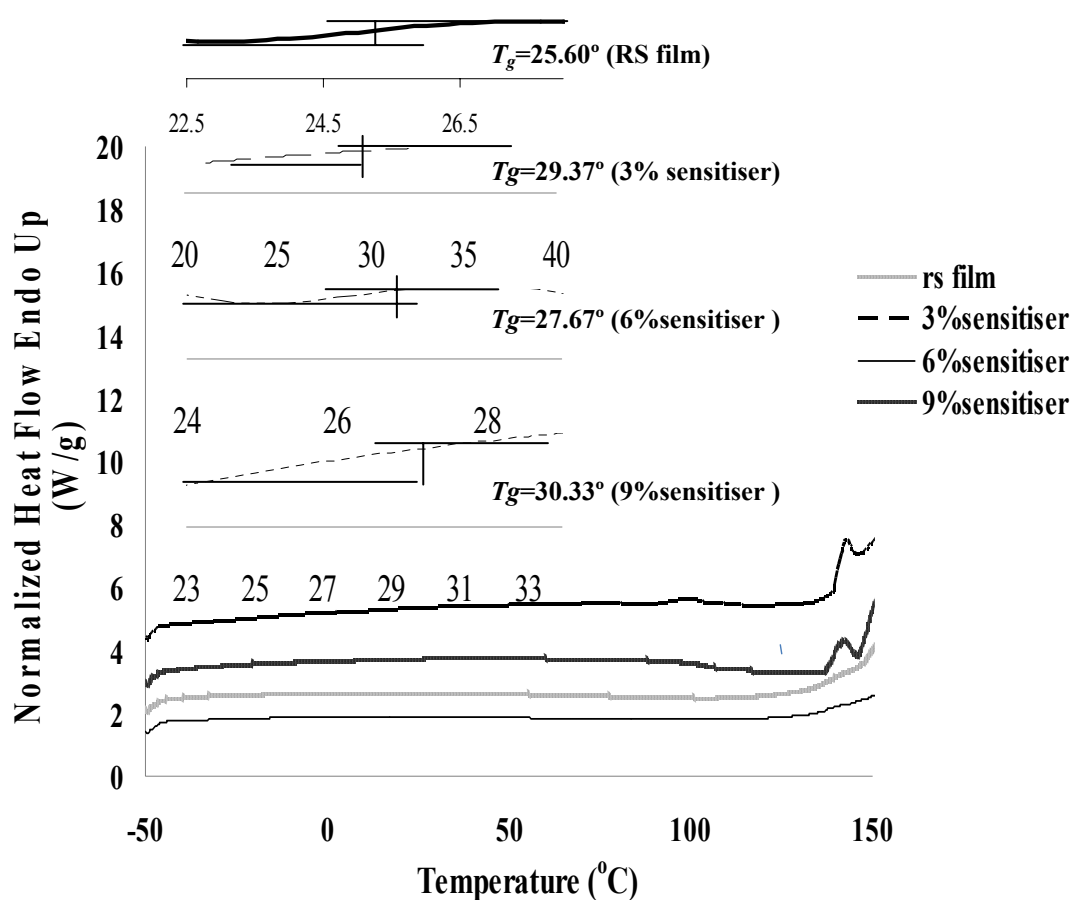 Tg=25.60º (RS film)
22.5 24.5 26.5
Tg=29.37º (3% sensitiser)
20 25 30 35 40
Tg=27.67º (6%sensitiser )
24 26 28
Tg=30.33º (9%sensitiser )
23 25 27 29 31 33
Normalized Heat Flow Endo Up
(W/g)
20
18
16
14
12
10
8
6
4
2
0
-50 0 50 100 150
Temperature (ºC)
rs film
3%sensitiser
6%sensitiser
9%sensitiser